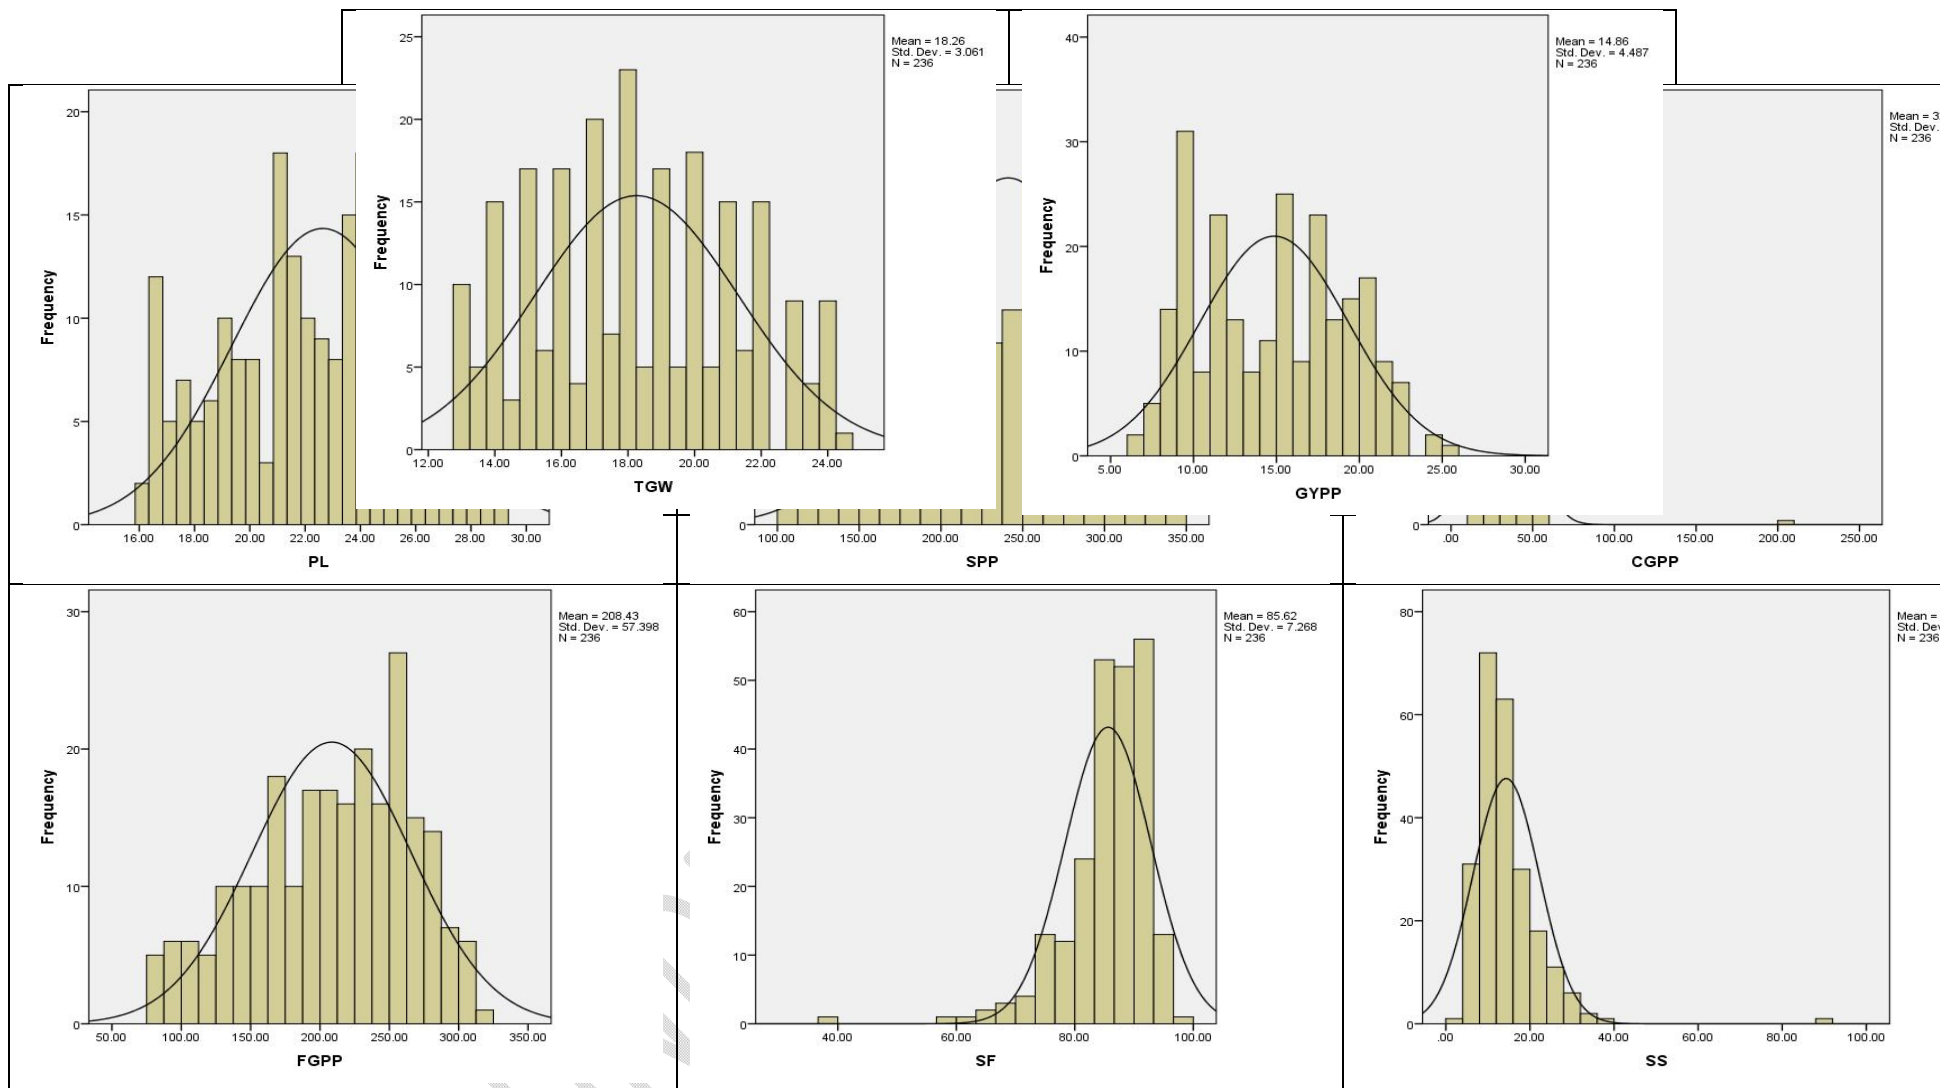 25
20
15
10
5
0
Frequency
12.00 14.00 16.00 18.00 20.00 22.00 24.00
TGW
Mean = 18.26
Std. Dev. = 3.061
N = 236
40
30
20
10
0
Frequency
5.00 10.00 15.00 20.00 25.00 30.00
GYPP
Mean = 14.86
Std. Dev. = 4.487
N = 236
20
15
10
5
0
Frequency
16.00 18.00 20.00 22.00 24.00 26.00 28.00 30.00
PL
0
100.00 150.00 200.00 250.00 300.00 350.00
SPP
0
.00 50.00 100.00 150.00 200.00 250.00
CGPP
Mean = 3
Std. Dev.
N = 236
30
20
10
0
Frequency
50.00 100.00 150.00 200.00 250.00 300.00 350.00
FGPP
Mean = 208.43
Std. Dev. = 57.398
N = 236
60
50
40
30
20
10
0
Frequency
40.00 60.00 80.00 100.00
SF
Mean = 85.62
Std. Dev. = 7.268
N = 236
80
60
40
20
0
Frequency
.00 20.00 40.00 60.00 80.00 100.00
SS
Mean =
Std. Dev
N = 236